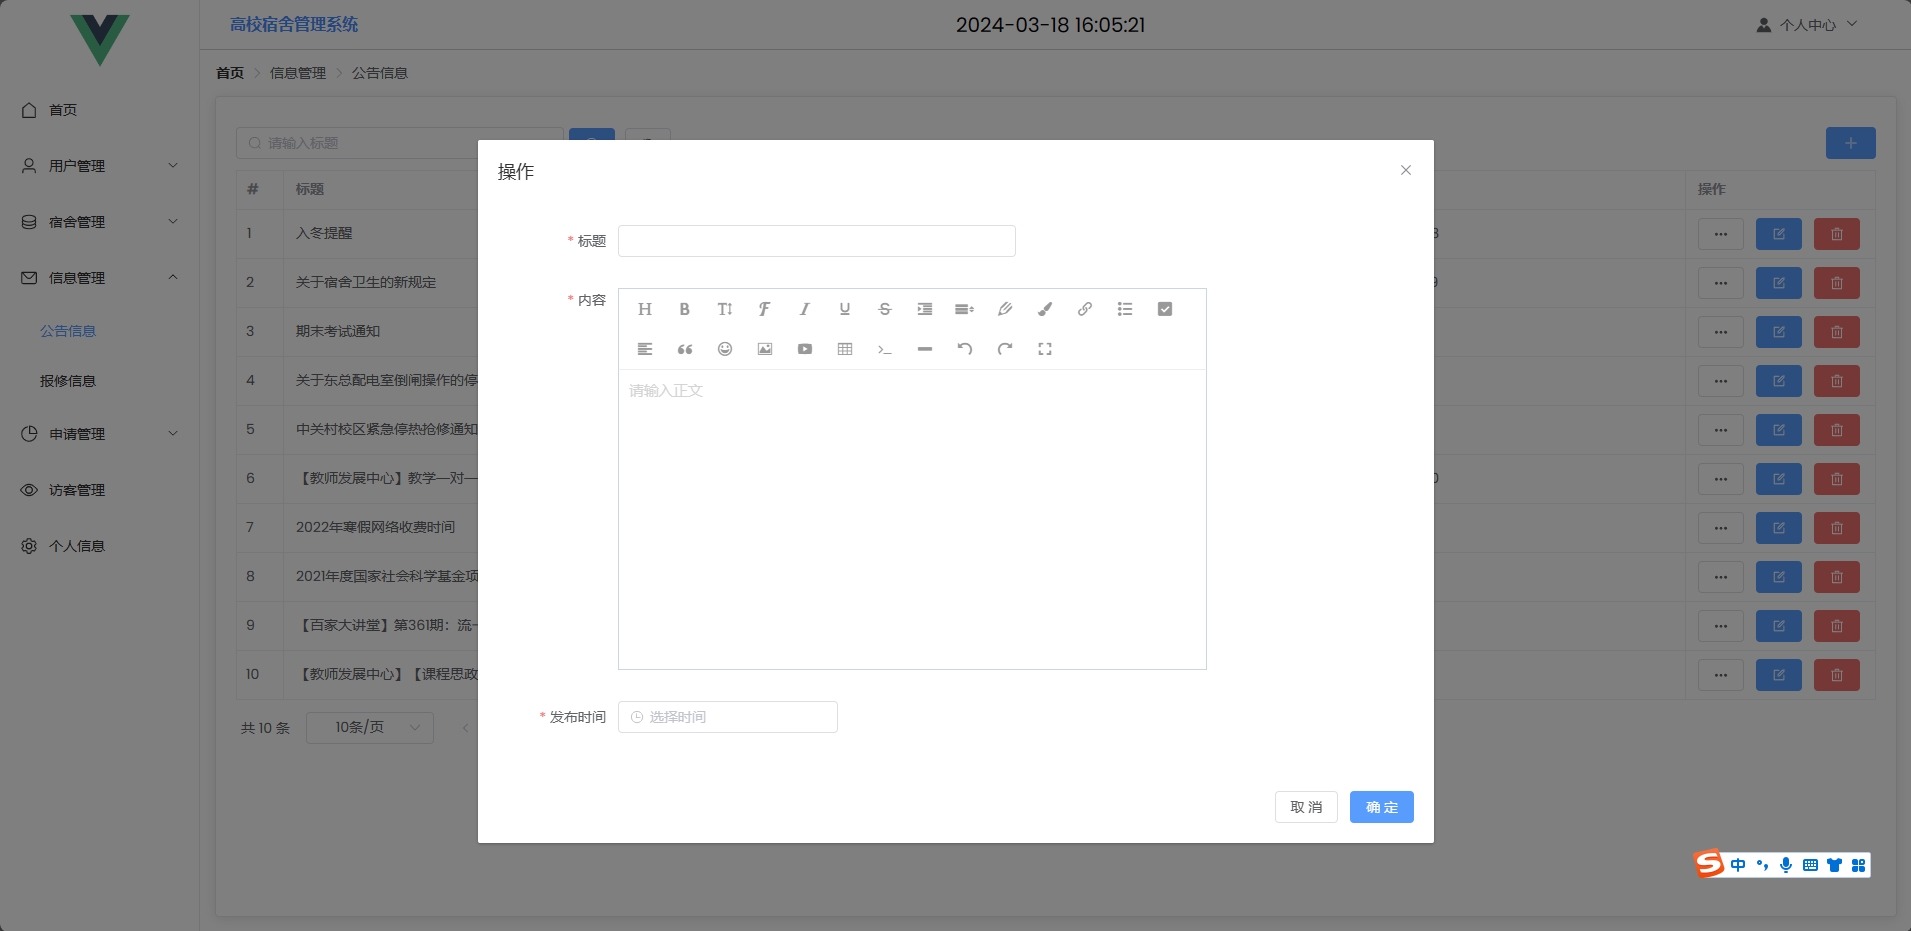 高校宿舍管理系统
2024-03-18 16:05:21
个人中心
首页
用户管理
宿舍管理
信息管理
公告信息
报修信息
申请管理
访客管理
个人信息
首页 > 信息管理 > 公告信息
请输入标题
# 标题 操作
1 入冬提醒
2 关于宿舍卫生的新规定
3 期末考试通知
4 关于东总配电室倒闸操作的停
5 中关村校区紧急停热抢修通知
6 【教师发展中心】教学一对一
7 2022年寒假网络收费时间
8 2021年度国家社会科学基金项
9 【百家大讲堂】第361期：流
10 【教师发展中心】【课程思政
共 10 条 10条/页
操作
* 标题
* 内容
请输入正文
* 发布时间 选择时间
取 消 确 定
中